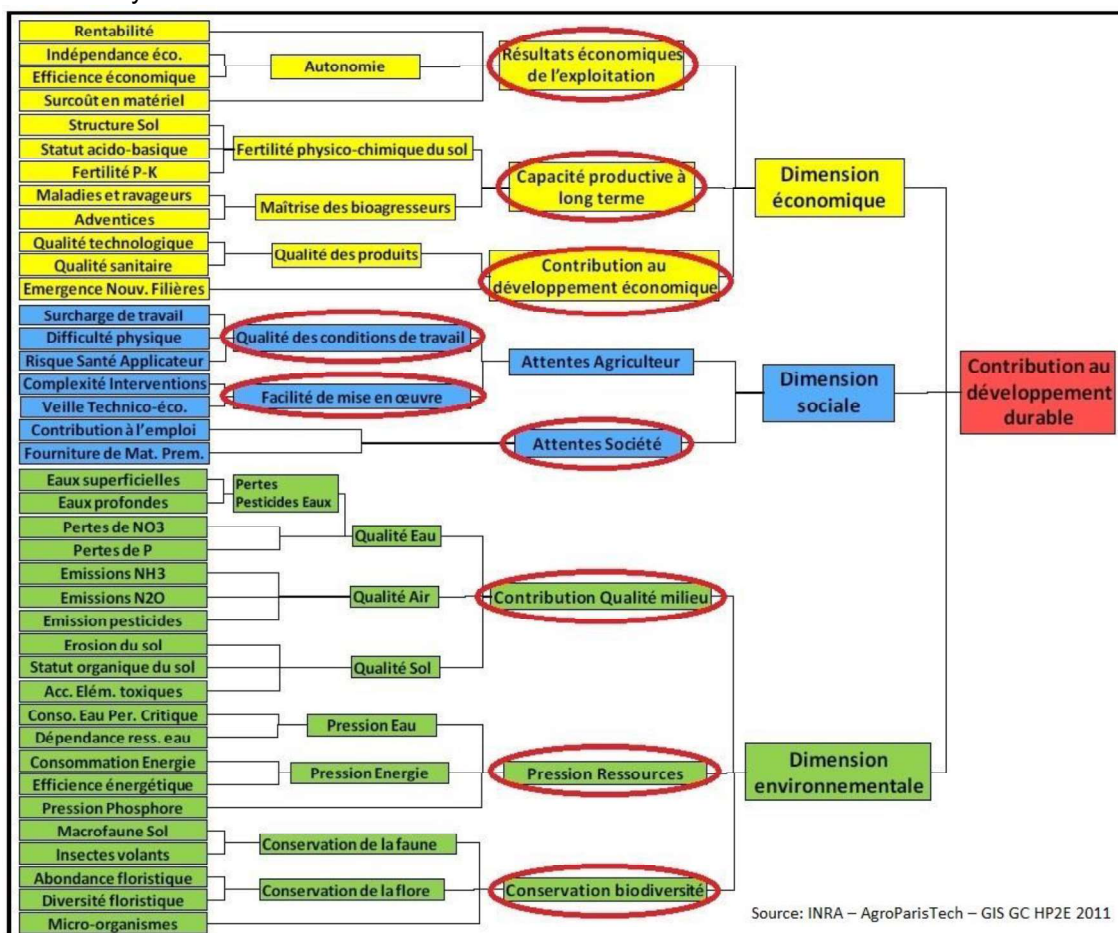 Rentabilité
Indépendance éco.
Efficience économique
Surcoût en matériel
Structure Sol
Statut acido-basique
Fertilité P-K
Maladies et ravageurs
Adventices
Qualité technologique
Qualité sanitaire
Emergence Nouv. Filières
Surcharge de travail
Difficulté physique
Risque Santé Applicateur
Complexité Interventions
Veille Technico-éco.
Contribution à l'emploi
Fourniture de Mat. Prem.
Eaux superficielles
Eaux profondes
Pertes de NO3
Pertes de P
Emissions NH3
Emissions N2O
Emission pesticides
Erosion du sol
Statut organique du sol
Acc. Elém. toxiques
Conso. Eau Per. Critique
Dépendance ress. eau
Consommation Energie
Efficience énergétique
Pression Phosphore
Macrofaune Sol
Insectes volants
Abondance floristique
Diversité floristique
Micro-organismes
Autonomie
Fertilité physico-chimique du sol
Maîtrise des bioagresseurs
Qualité des produits
Qualité des conditions de travail
Facilité de mise en œuvre
Pertes
Pesticides Eaux
Qualité Eau
Qualité Air
Qualité Sol
Pression Eau
Pression Energie
Conservation de la faune
Conservation de la flore
Résultats économiques
de l'exploitation
Capacité productive à
long terme
Contribution au
développement économique
Attentes Agriculteur
Attentes Société
Contribution Qualité milieu
Pression Ressources
Conservation biodiversité
Dimension
économique
Dimension
sociale
Dimension
environnementale
Contribution au
développement
durable
Source: INRA – AgroParisTech – GIS GC HP2E 2011